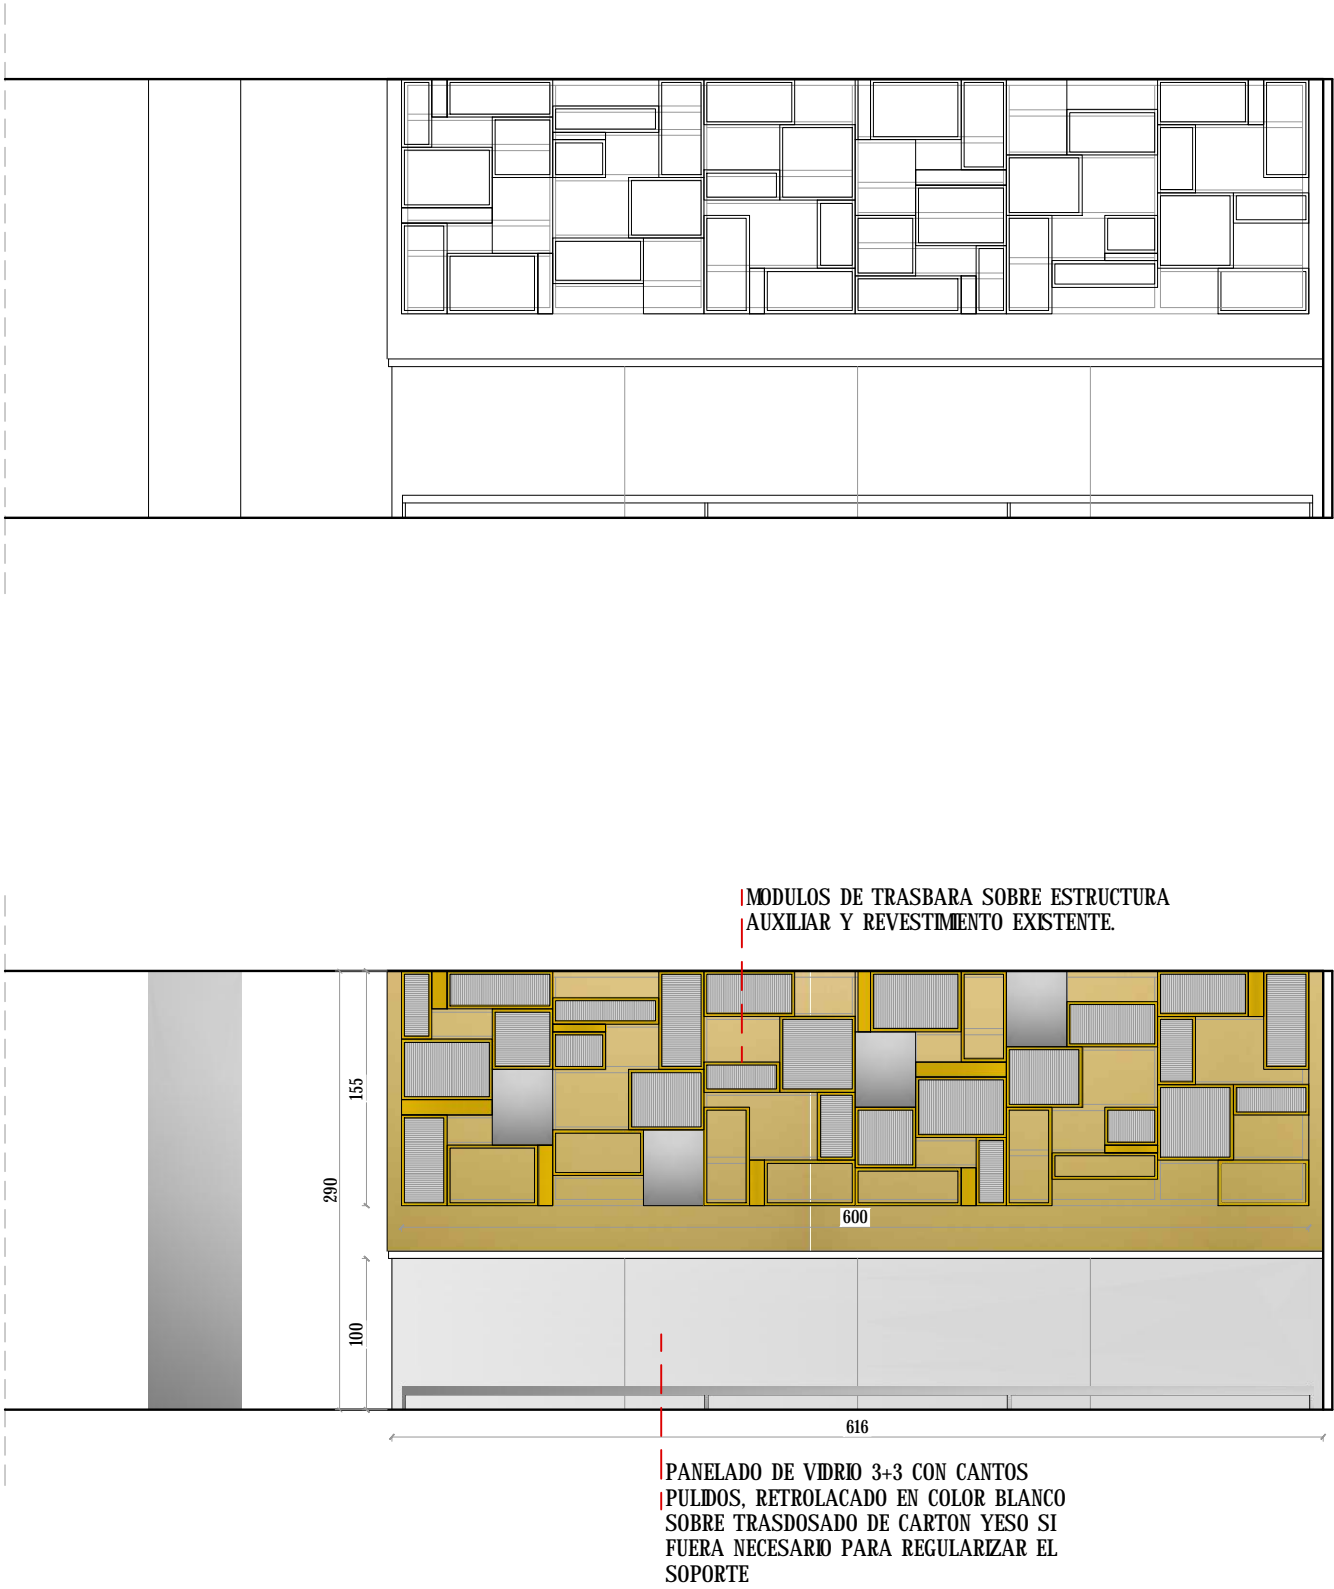 MODULOS DE TRASBARA SOBRE ESTRUCTURA
AUXILIAR Y REVESTIMIENTO EXISTENTE.
155
290
600
100
616
PANELADO DE VIDRIO 3+3 CON CANTOS
PULIDOS, RETROLACADO EN COLOR BLANCO
SOBRE TRASDOSADO DE CARTON YESO SI
FUERA NECESARIO PARA REGULARIZAR EL
SOPORTE